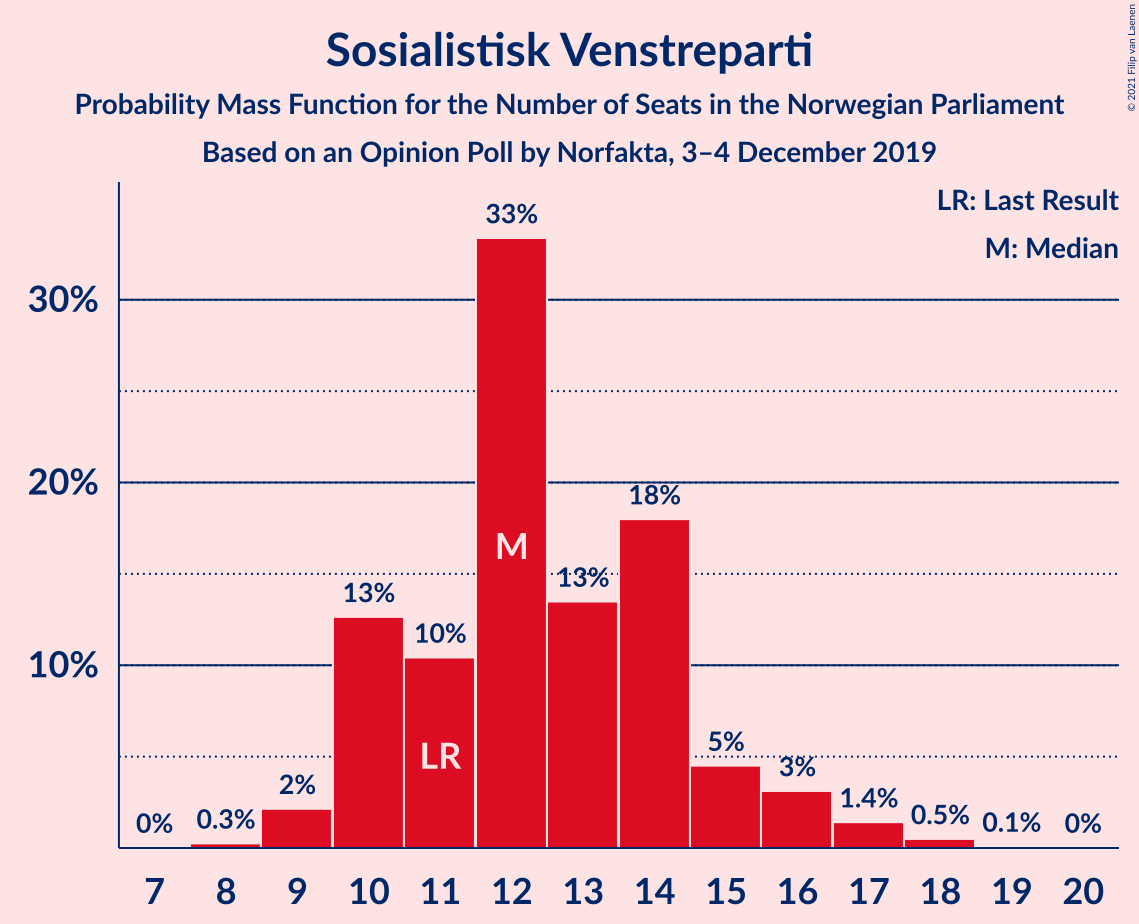 Sosialistisk Venstreparti
Probability Mass Function for the Number of Seats in the Norwegian Parliament
Based on an Opinion Poll by Norfakta, 3–4 December 2019
© 2021 Filip van Laenen
LR: Last Result
M: Median
30%
20%
10%
0%
0.3%
2%
13%
10%
33%
13%
18%
5%
3%
1.4%
0.5%
0.1%
0%
LR
M
7 8 9 10 11 12 13 14 15 16 17 18 19 20